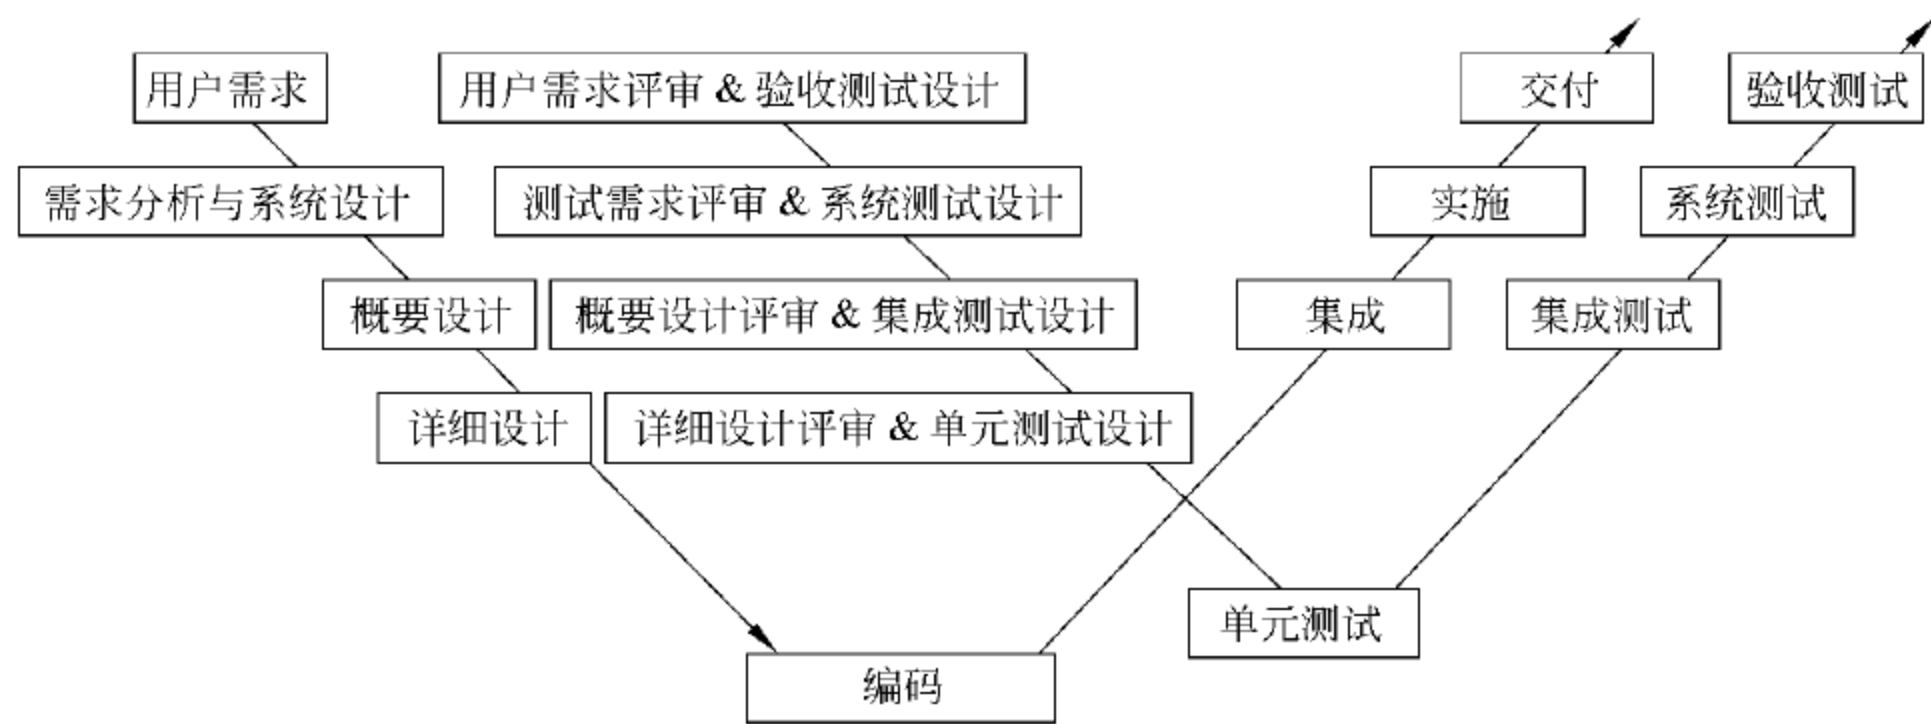 用户需求
用户需求评审 & 验收测试设计
交付
验收测试
需求分析与系统设计
测试需求评审 & 系统测试设计
实施
系统测试
概要设计
概要设计评审 & 集成测试设计
集成
集成测试
详细设计
详细设计评审 & 单元测试设计
单元测试
编码